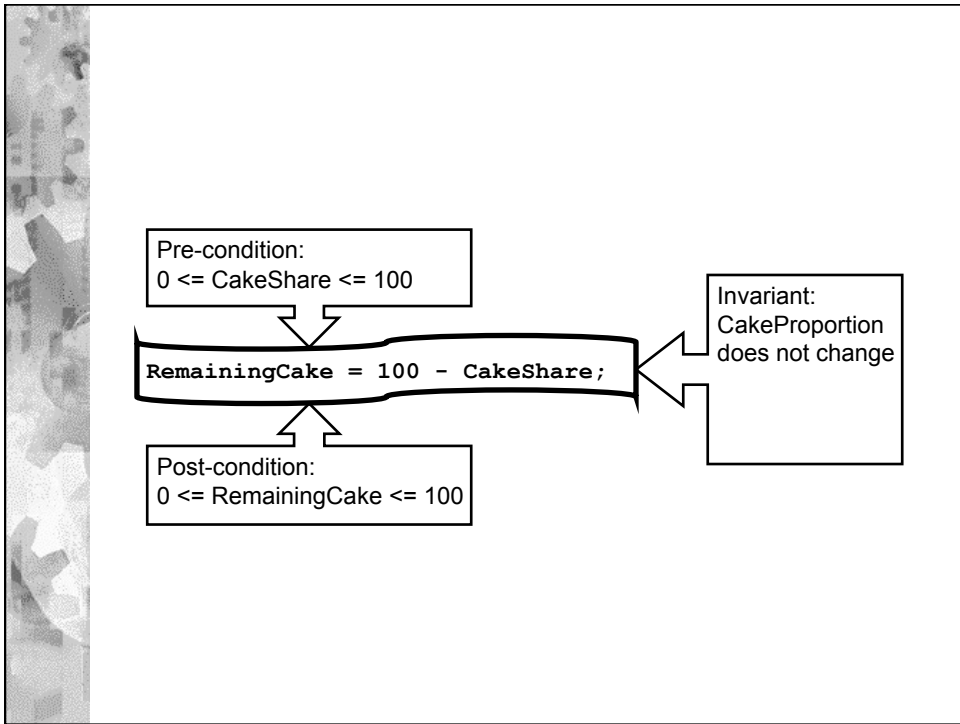 Pre-condition:
0 <= CakeShare <= 100
Invariant:
CakeProportion
does not change
RemainingCake = 100 - CakeShare;
Post-condition:
0 <= RemainingCake <= 100